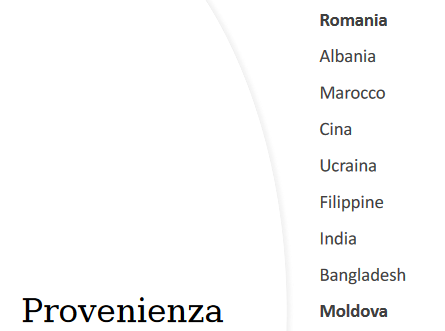 Romania
Albania
Marocco
Cina
Ucraina
Filippine
India
Bangladesh
Provenienza
Moldova